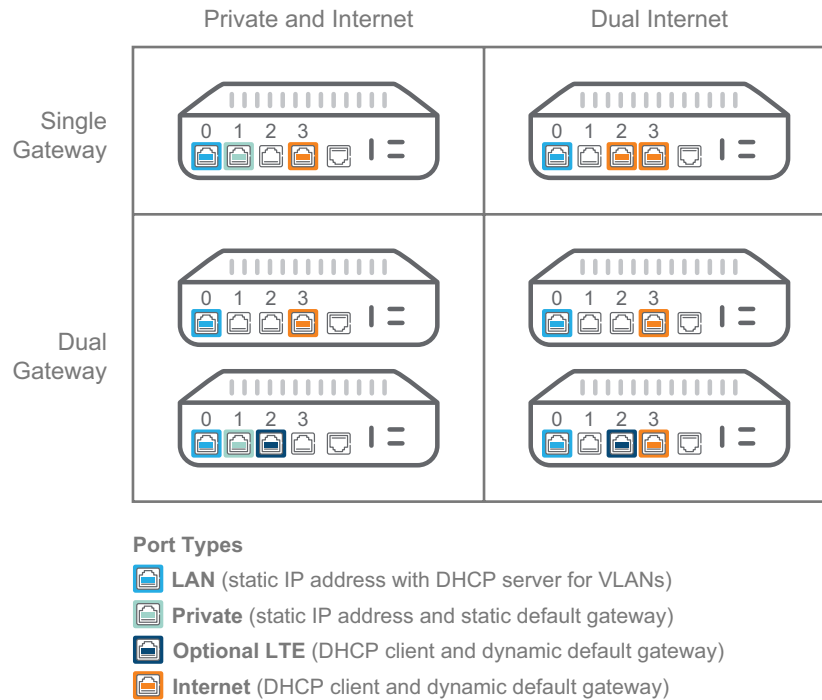 Private and Internet
Dual Internet
Single
Gateway
0 1 2 3
0 1 2 3
Dual
Gateway
0 1 2 3
0 1 2 3
0 1 2 3
0 1 2 3
Port Types
LAN (static IP address with DHCP server for VLANs)
Private (static IP address and static default gateway)
Optional LTE (DHCP client and dynamic default gateway)
Internet (DHCP client and dynamic default gateway)